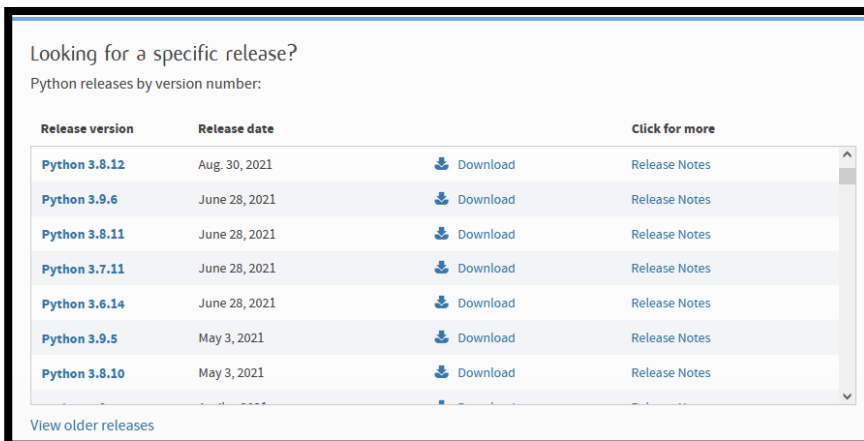 Looking for a specific release?
Python releases by version number:
Release version Release date Click for more
Python 3.8.12 Aug. 30, 2021 Download Release Notes
Python 3.9.6 June 28, 2021 Download Release Notes
Python 3.8.11 June 28, 2021 Download Release Notes
Python 3.7.11 June 28, 2021 Download Release Notes
Python 3.6.14 June 28, 2021 Download Release Notes
Python 3.9.5 May 3, 2021 Download Release Notes
Python 3.8.10 May 3, 2021 Download Release Notes
View older releases